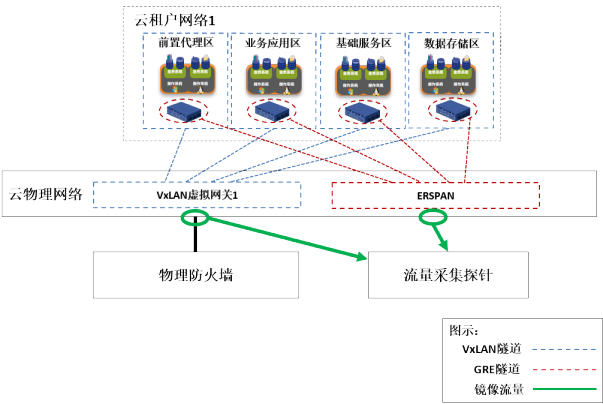 云租户网络1
前置代理区
业务应用区
基础服务区
数据存储区
云物理网络
VxLAN虚拟网关1
ERSPAN
物理防火墙
流量采集探针
图示：
VxLAN隧道
GRE隧道
镜像流量